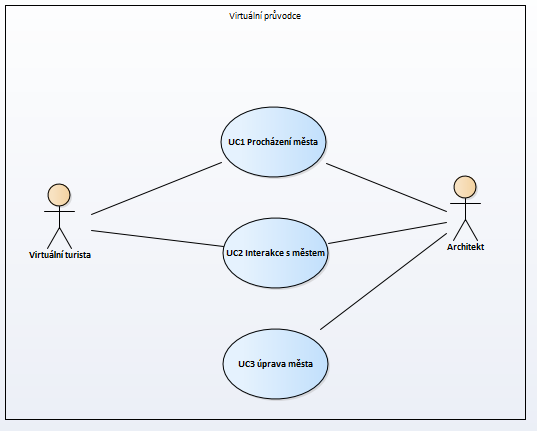 Virtuální průvodce
UC1 Procházení města
Virtuální turista
Architekt
UC2 Interakce s městem
UC3 úprava města